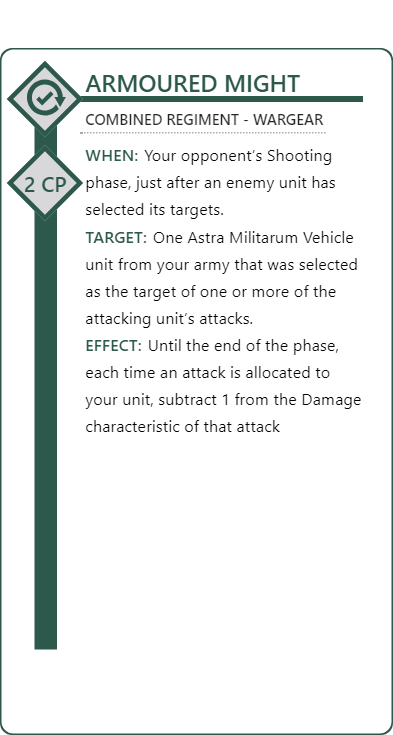 ARMOURED MIGHT
COMBINED REGIMENT - WARGEAR
2 CP
WHEN: Your opponent's Shooting
phase, just after an enemy unit has
selected its targets.
TARGET: One Astra Militarum Vehicle
unit from your army that was selected
as the target of one or more of the
attacking unit's attacks.
EFFECT: Until the end of the phase,
each time an attack is allocated to
your unit, subtract 1 from the Damage
characteristic of that attack